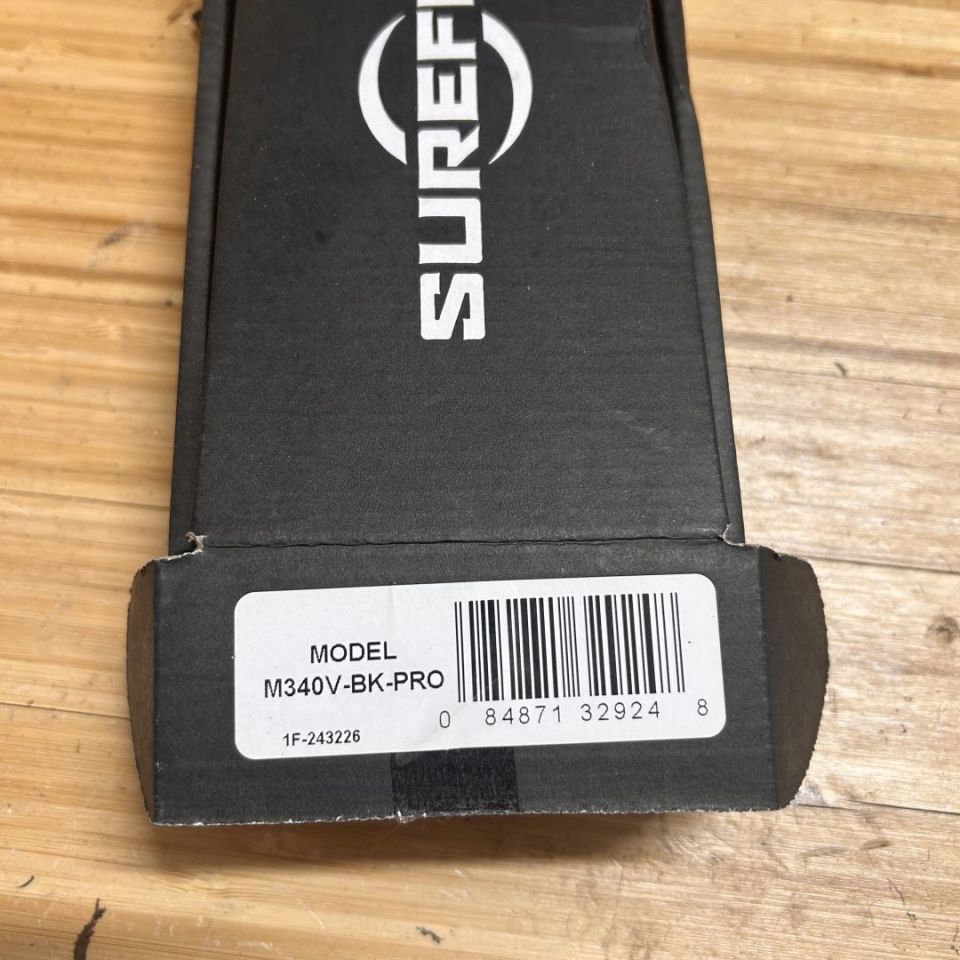 SUREF
MODEL
M340V-BK-PRO
1F-243226
0 84871 32924 8